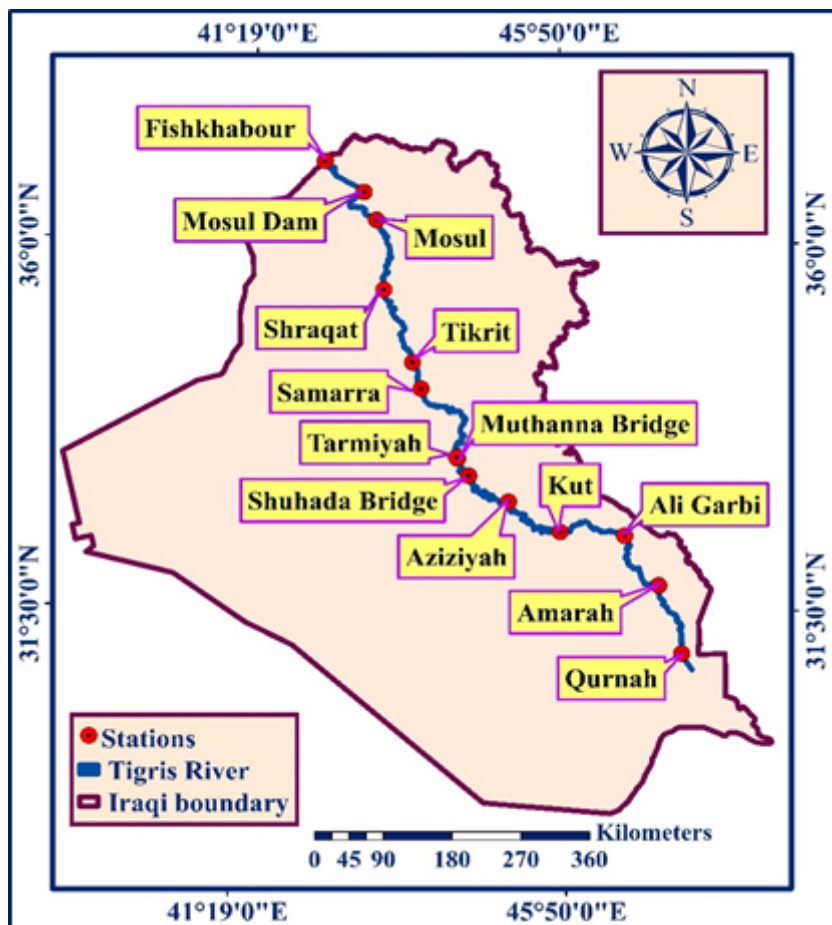 41°19'0"E 45°50'0"E
N
W E
S
36°0'0"N
36°0'0"N
31°30'0"N
31°30'0"N
Fishkhabour
Mosul Dam
Mosul
Shraqat
Tikrit
Samarra
Muthanna Bridge
Tarmiyah
Shuhada Bridge
Kut
Ali Garbi
Aziziyah
Amarah
Qurnah
Stations
Tigris River
Iraqi boundary
Kilometers
0 45 90 180 270 360
41°19'0"E 45°50'0"E